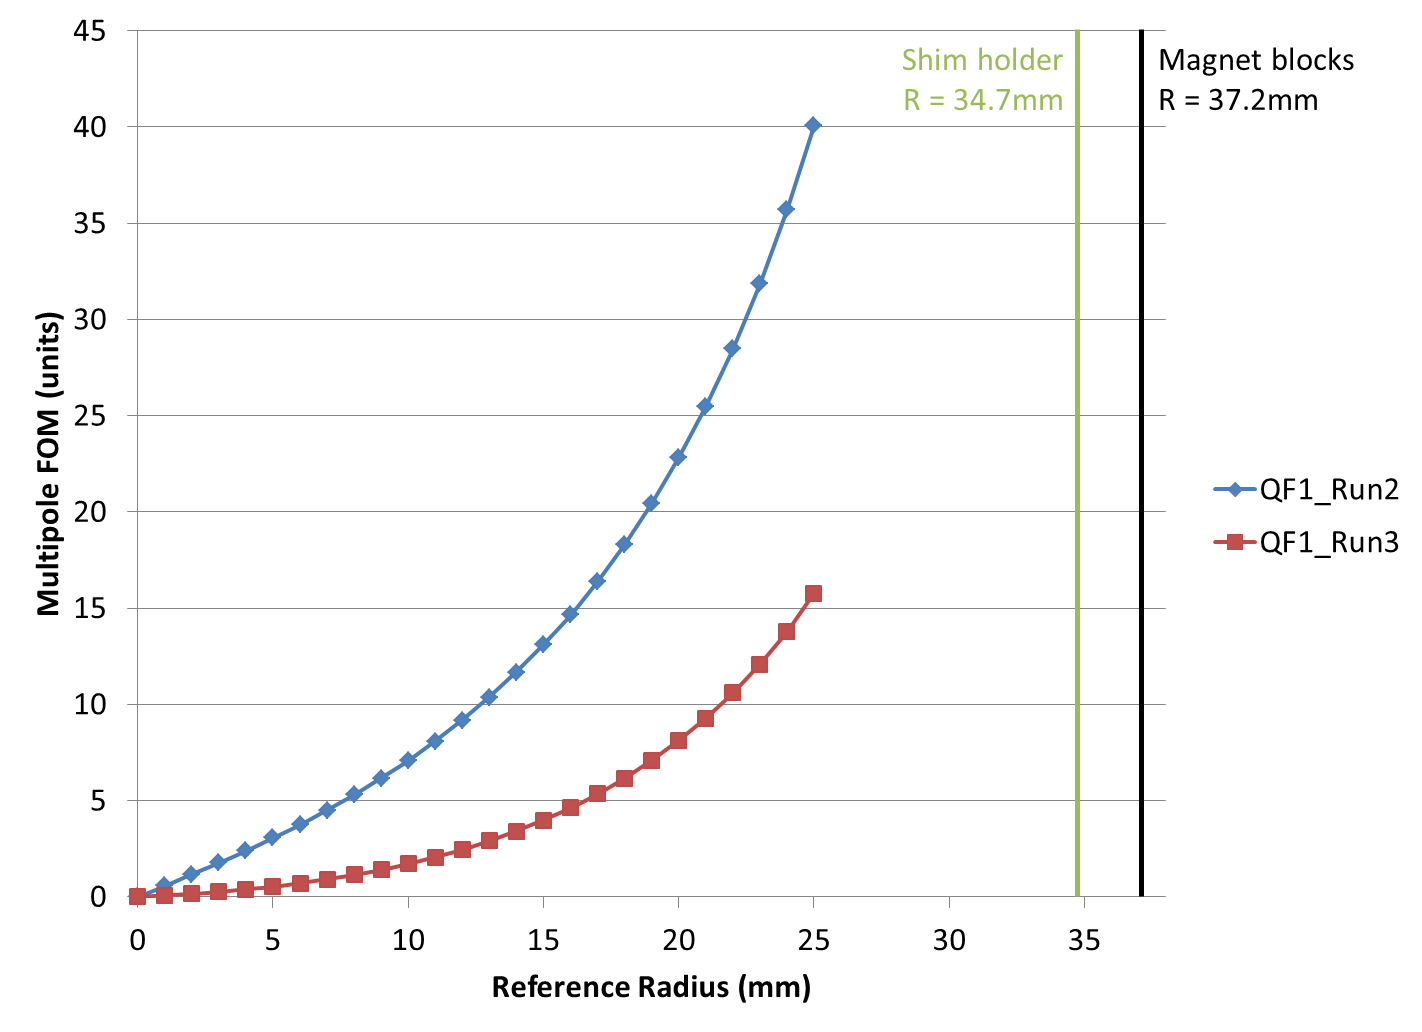 Shim holder
R = 34.7mm
Magnet blocks
R = 37.2mm
Multipole FOM (units)
45
40
35
30
25
20
15
10
5
0
0 5 10 15 20 25 30 35
Reference Radius (mm)
QF1_Run2
QF1_Run3